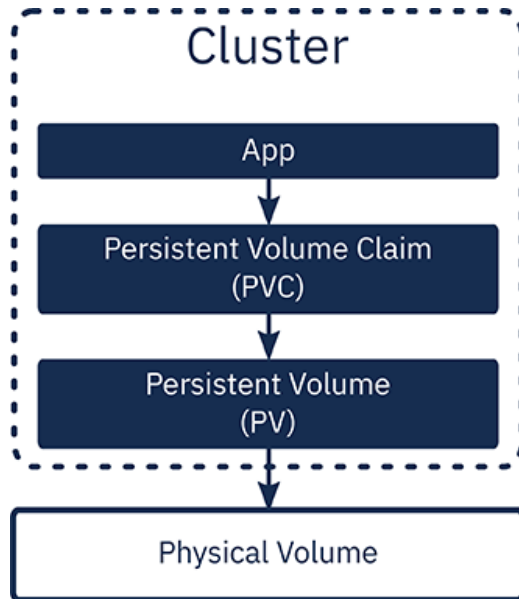 Cluster
App
Persistent Volume Claim
(PVC)
Persistent Volume
(PV)
Physical Volume